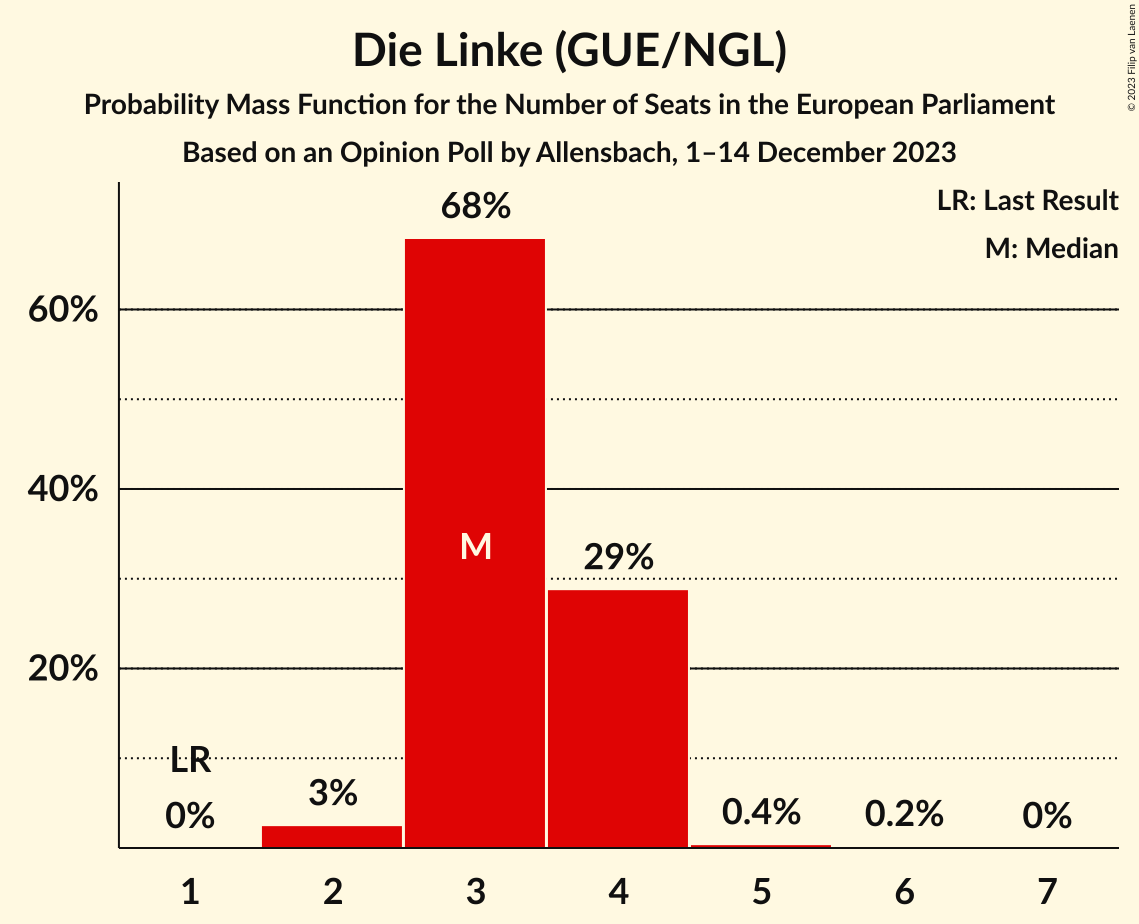 Die Linke (GUE/NGL)
Probability Mass Function for the Number of Seats in the European Parliament
Based on an Opinion Poll by Allensbach, 1–14 December 2023
© 2023 Filip van Laenen
LR: Last Result
M: Median
68%
60%
40%
M
29%
20%
LR
0%
3%
0.4%
0.2%
0%
1 2 3 4 5 6 7